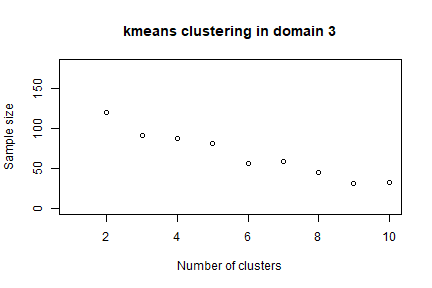 kmeans clustering in domain 3
Sample size
150
100
50
0
2 4 6 8 10
Number of clusters